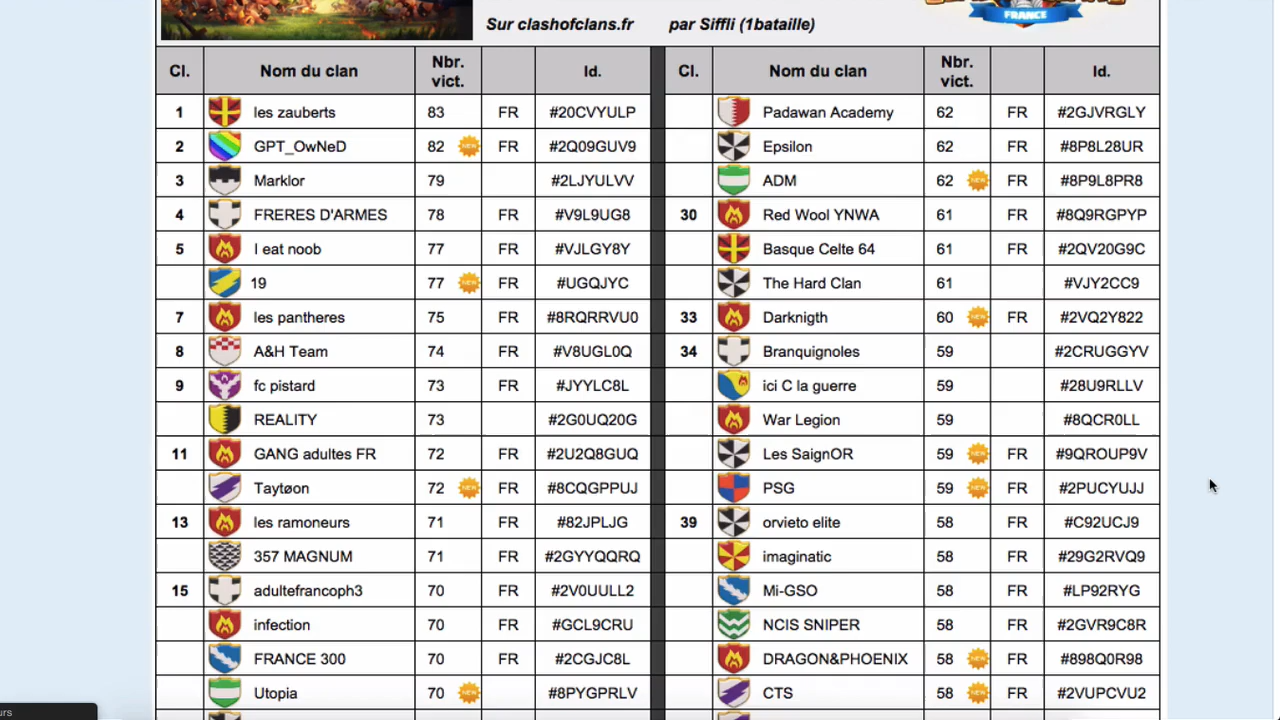 Sur clashofclans.fr par Siffli (1bataille)
FRANCE
Cl. Nom du clan Nbr. vict. Id. Cl. Nom du clan Nbr. vict. Id.
1 les zauberts 83 FR #20CVYULP Padawan Academy 62 FR #2GJVRGLY
2 GPT_OwNeD 82 NEW FR #2Q09GUV9 Epsilon 62 FR #8P8L28UR
3 Marklor 79 #2LJYULVV ADM 62 NEW FR #8P9L8PR8
4 FRERES D'ARMES 78 FR #V9L9UG8 30 Red Wool YNWA 61 FR #8Q9RGPYP
5 I eat noob 77 FR #VJLGY8Y Basque Celte 64 61 FR #2QV20G9C
19 77 NEW FR #UGQJYC The Hard Clan 61 #VJY2CC9
7 les pantheres 75 FR #8RQRRVU0 33 Darknigth 60 NEW FR #2VQ2Y822
8 A&H Team 74 FR #V8UGL0Q 34 Branquignoles 59 #2CRUGGYV
9 fc pistard 73 FR #JYYLC8L ici C la guerre 59 #28U9RLLV
REALITY 73 #2G0UQ20G War Legion 59 #8QCR0LL
11 GANG adultes FR 72 FR #2U2Q8GUQ Les SaignOR 59 NEW FR #9QROUP9V
Taytøon 72 NEW FR #8CQGPPUJ PSG 59 NEW FR #2PUCYUJJ
13 les ramoneurs 71 FR #82JPLJG 39 orvieto elite 58 FR #C92UCJ9
357 MAGNUM 71 FR #2GYYQQRQ imaginatic 58 FR #29G2RVQ9
15 adultefrancoph3 70 FR #2V0UULL2 Mi-GSO 58 FR #LP92RYG
infection 70 FR #GCL9CRU NCIS SNIPER 58 FR #2GVR9C8R
FRANCE 300 70 FR #2CGJC8L DRAGON&PHOENIX 58 NEW FR #898Q0R98
Utopia 70 NEW #8PYGPRLV CTS 58 NEW FR #2VUPCVU2